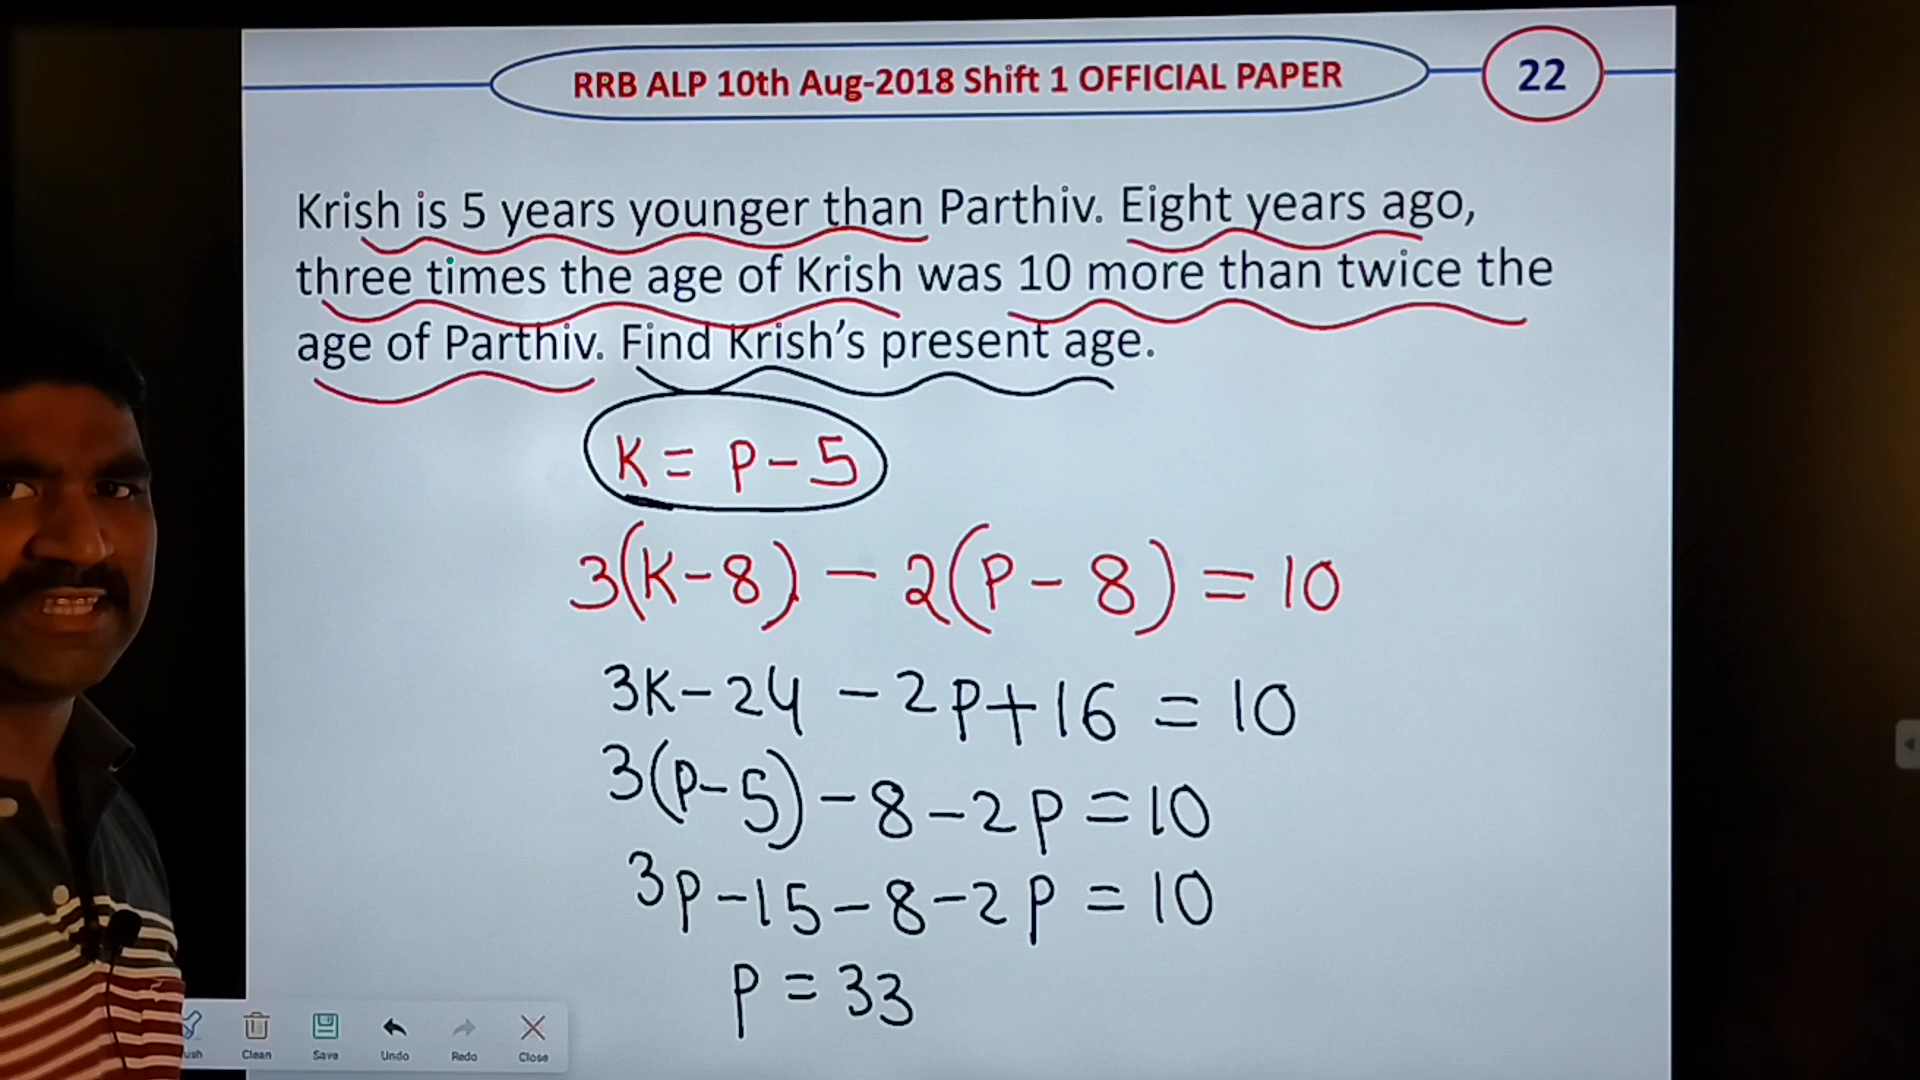 RRB ALP 10th Aug-2018 Shift 1 OFFICIAL PAPER
22
Krish is 5 years younger than Parthiv. Eight years ago,
three times the age of Krish was 10 more than twice the
age of Parthiv. Find Krish's present age.
K = P - 5
3(K-8) - 2(P-8) = 10
3K-24 -2P+16 = 10
3(P-5)-8-2P=10
3P-15-8-2P = 10
P = 33
Clean Save Undo Redo Close